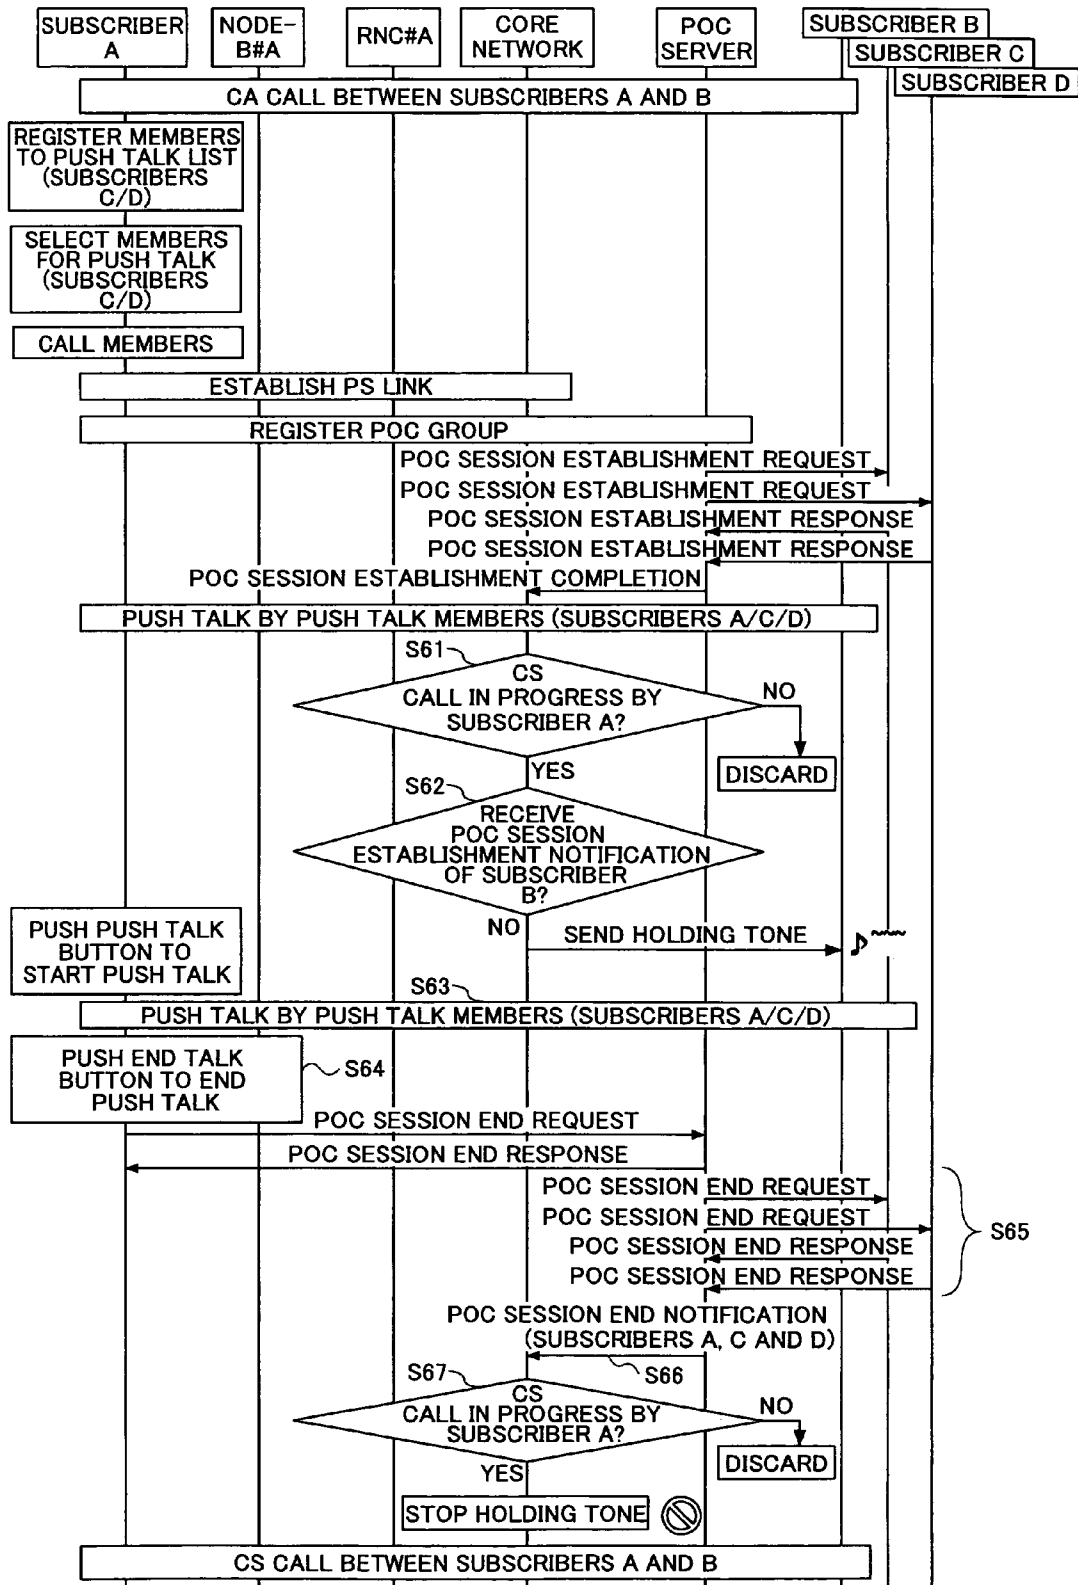 SUBSCRIBER
A
NODE-
B#A
RNC#A
CORE
NETWORK
POC
SERVER
SUBSCRIBER B
SUBSCRIBER C
SUBSCRIBER D
CA CALL BETWEEN SUBSCRIBERS A AND B
REGISTER MEMBERS
TO PUSH TALK LIST
(SUBSCRIBERS
C/D)
SELECT MEMBERS
FOR PUSH TALK
(SUBSCRIBERS
C/D)
CALL MEMBERS
ESTABLISH PS LINK
REGISTER POC GROUP
POC SESSION ESTABLISHMENT REQUEST
POC SESSION ESTABLISHMENT REQUEST
POC SESSION ESTABLISHMENT RESPONSE
POC SESSION ESTABLISHMENT RESPONSE
POC SESSION ESTABLISHMENT COMPLETION
PUSH TALK BY PUSH TALK MEMBERS (SUBSCRIBERS A/C/D)
S61
CS
CALL IN PROGRESS BY
SUBSCRIBER A?
NO
DISCARD
YES
S62
RECEIVE
POC SESSION
ESTABLISHMENT NOTIFICATION
OF SUBSCRIBER
B?
NO
SEND HOLDING TONE
PUSH PUSH TALK
BUTTON TO
START PUSH TALK
S63
PUSH TALK BY PUSH TALK MEMBERS (SUBSCRIBERS A/C/D)
PUSH END TALK
BUTTON TO END
PUSH TALK
S64
POC SESSION END REQUEST
POC SESSION END RESPONSE
POC SESSION END REQUEST
POC SESSION END REQUEST
POC SESSION END RESPONSE
POC SESSION END RESPONSE
S65
POC SESSION END NOTIFICATION
(SUBSCRIBERS A, C AND D)
S66
S67
CS
CALL IN PROGRESS BY
SUBSCRIBER A?
NO
DISCARD
YES
STOP HOLDING TONE
CS CALL BETWEEN SUBSCRIBERS A AND B